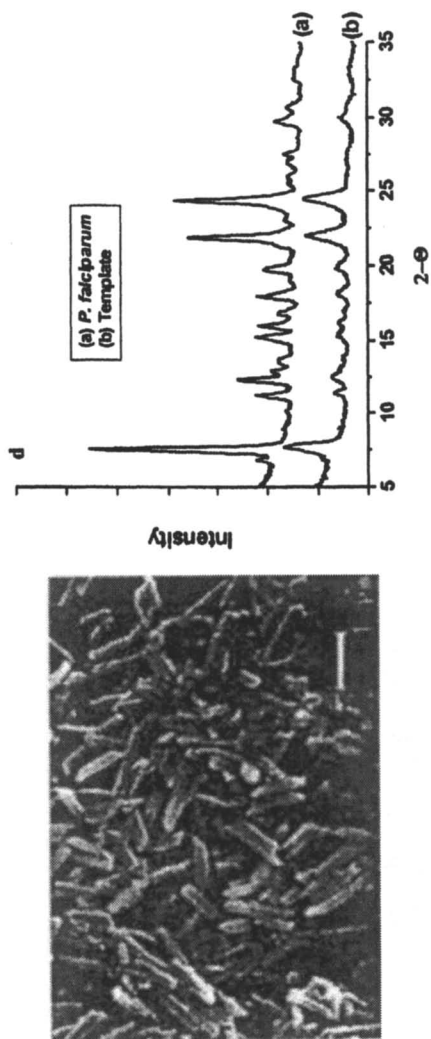 d
Intensity
(a) P. falciparum
(b) Template
(a)
(b)
5
10
15
20
25
30
35
2–Θ